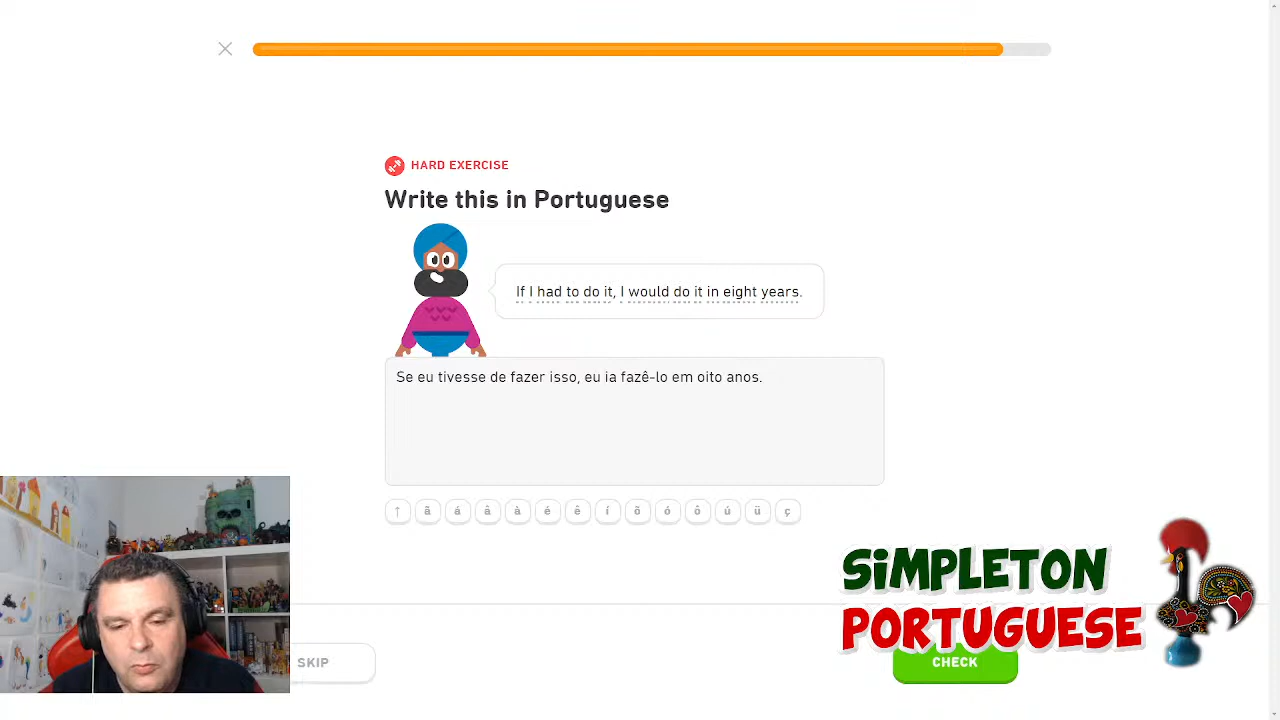 HARD EXERCISE
Write this in Portuguese
If I had to do it, I would do it in eight years.
Se eu tivesse de fazer isso, eu ia fazê-lo em oito anos.
↑ ã á â à é ê í õ ó ô ú ü ç
SiMPLETON
PORTUGUESE
SKIP
CHECK